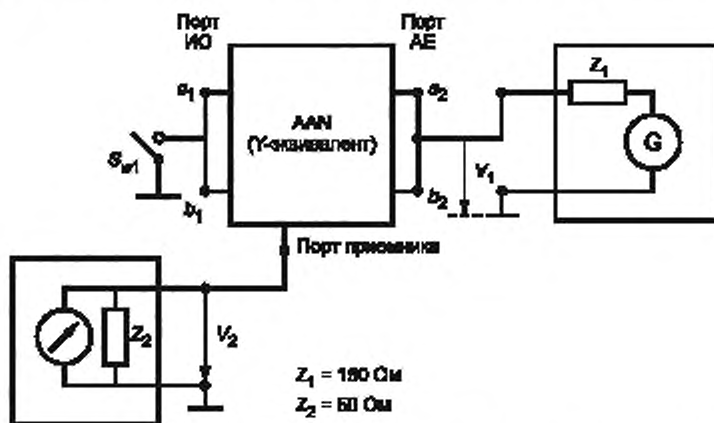 Порт
ИО
Порт
АЕ
a1
a2
AAN
(Y-эквивалент)
Sw1
b1
b2
Z1
G
V1
Порт приемника
Z2
V2
Z1 = 150 Ом
Z2 = 50 Ом